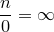 n/0 = ∞